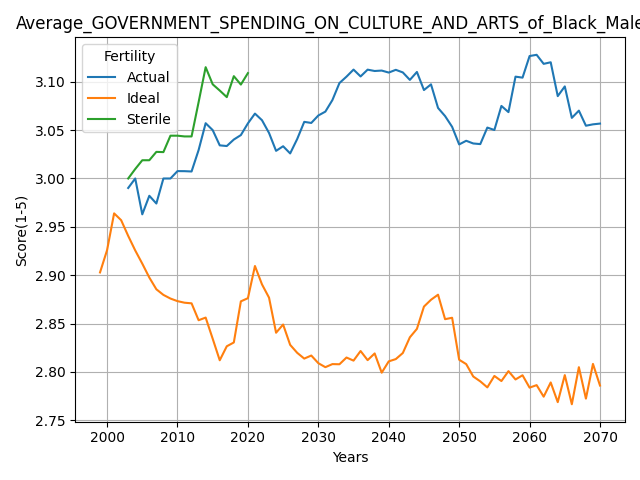 Average_GOVERNMENT_SPENDING_ON_CULTURE_AND_ARTS_of_Black_Male
Fertility
Actual
Ideal
Sterile
Score(1-5)
3.10
3.05
3.00
2.95
2.90
2.85
2.80
2.75
2000 2010 2020 2030 2040 2050 2060 2070
Years